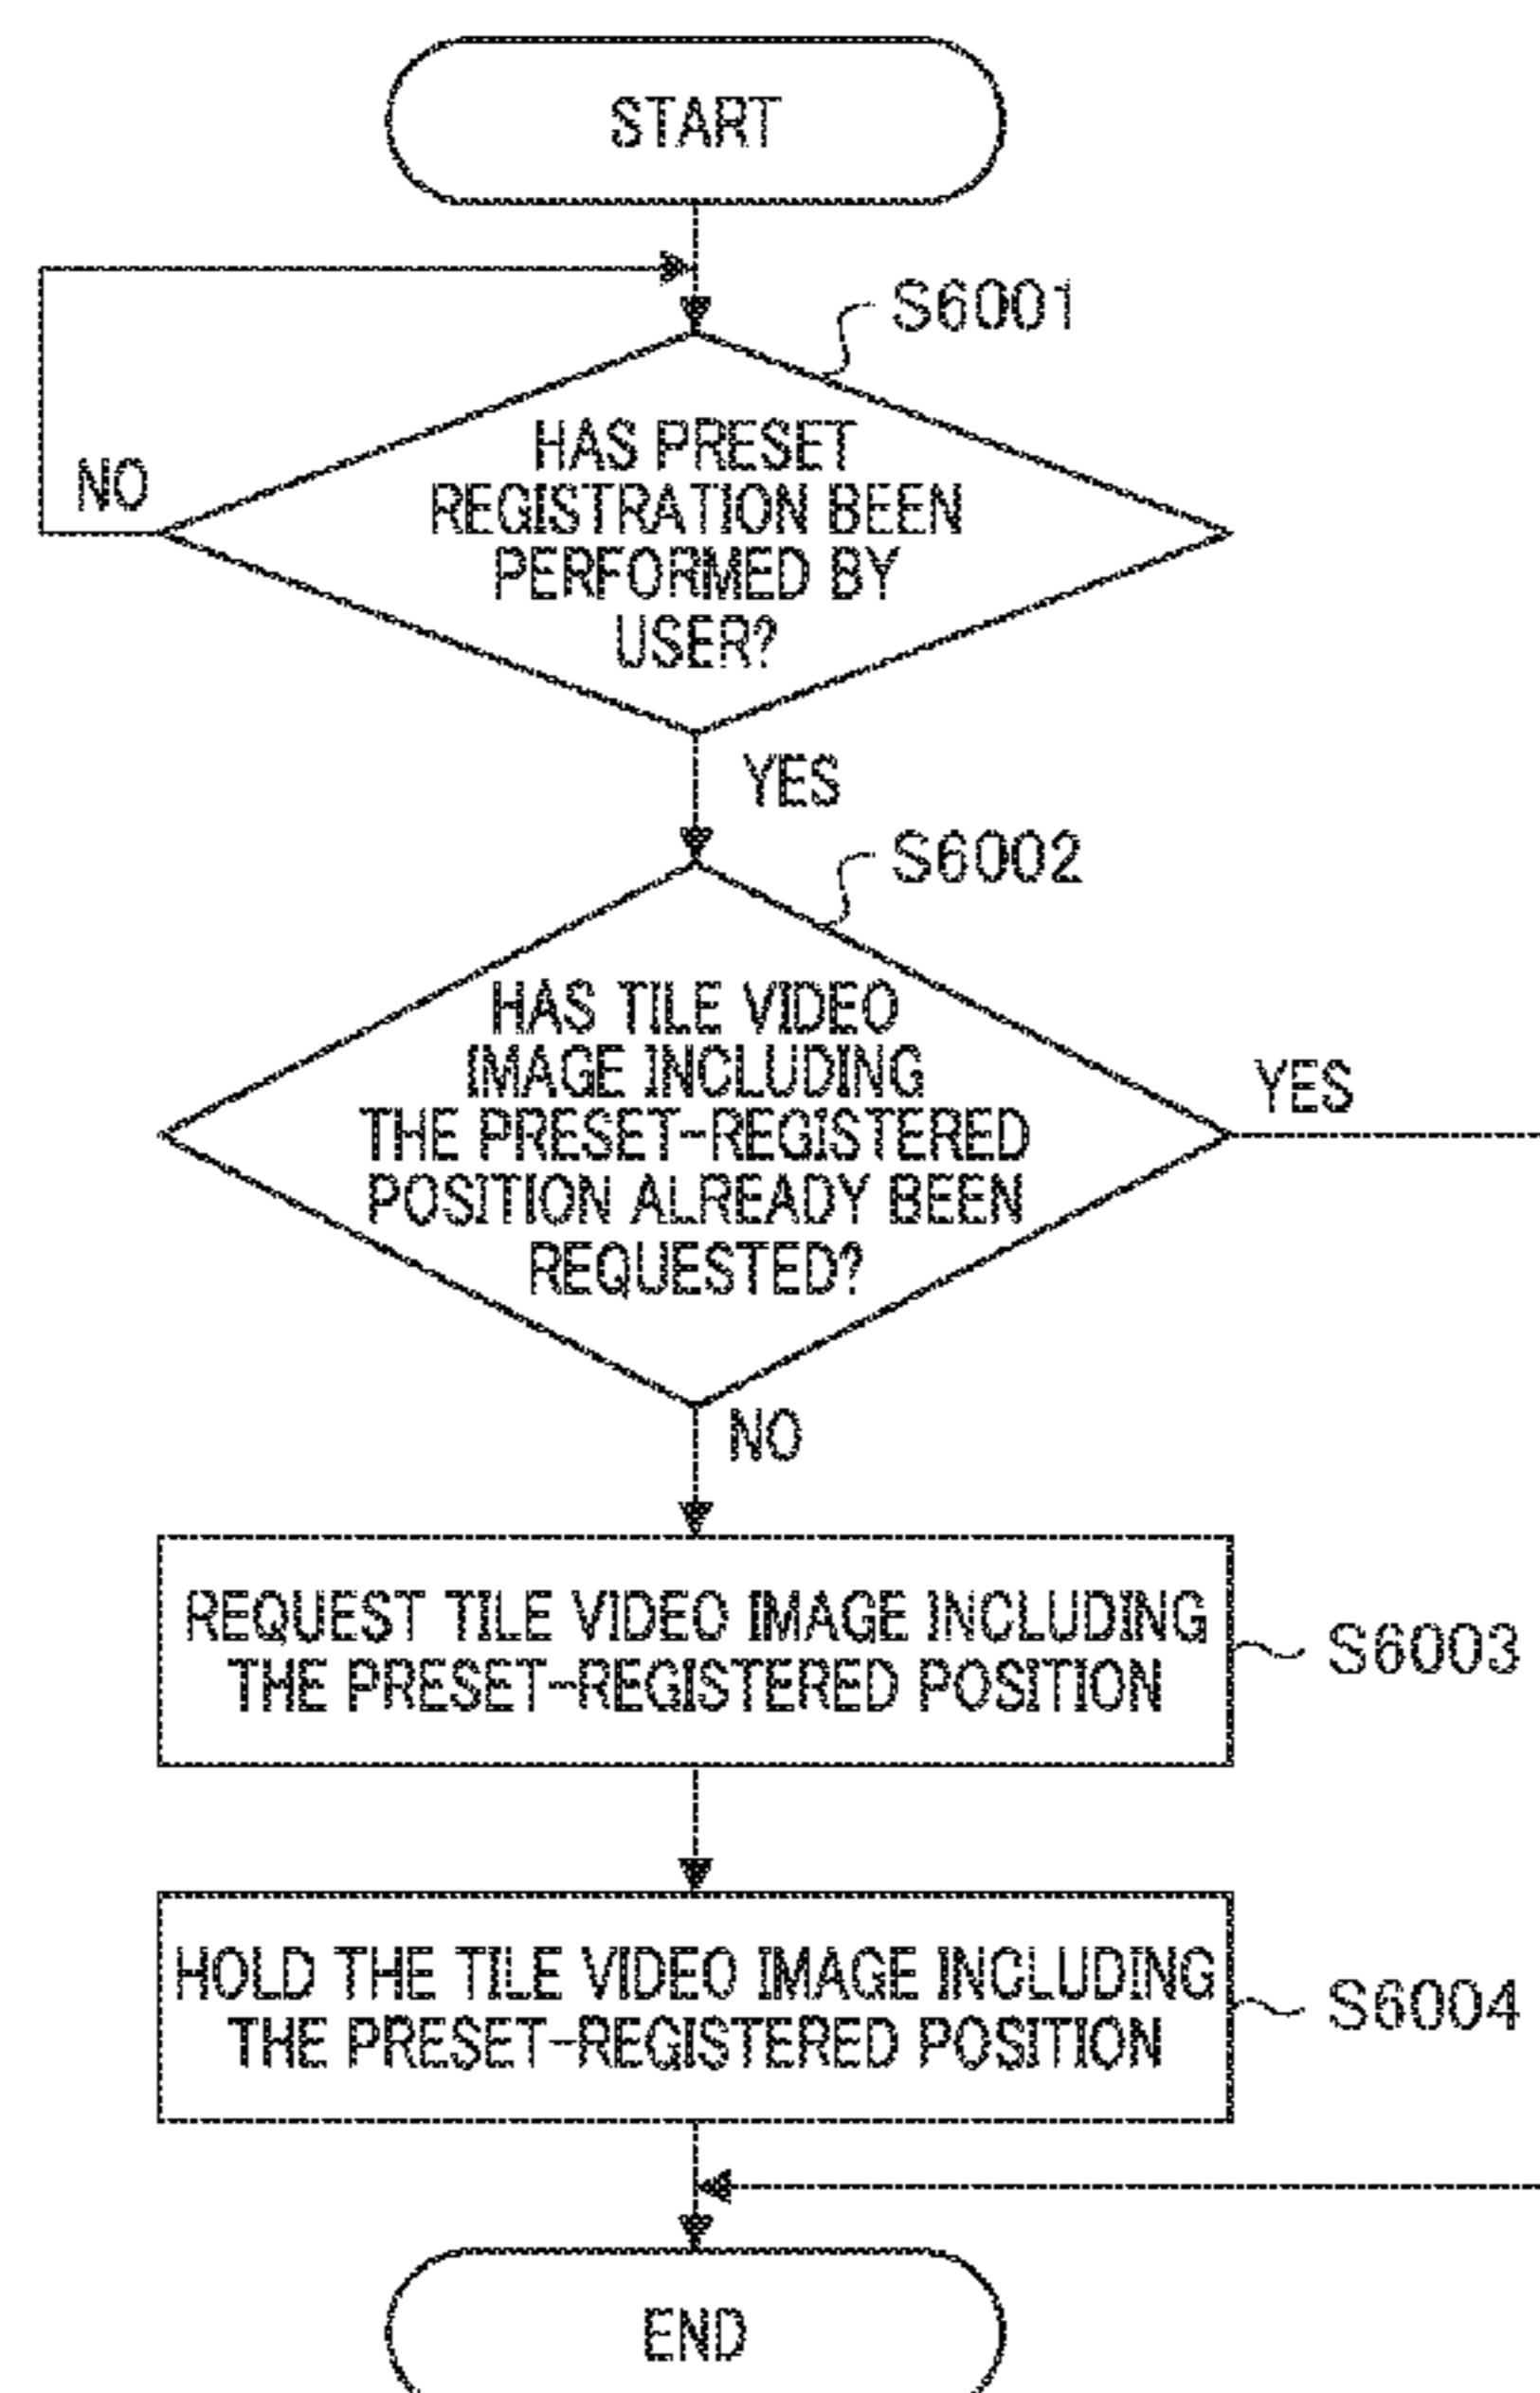 START
S6001
HAS PRESET
REGISTRATION BEEN
PERFORMED BY
USER?
NO
YES
S6002
HAS TILE VIDEO
IMAGE INCLUDING
THE PRESET-REGISTERED
POSITION ALREADY BEEN
REQUESTED?
YES
NO
REQUEST TILE VIDEO IMAGE INCLUDING
THE PRESET-REGISTERED POSITION
S6003
HOLD THE TILE VIDEO IMAGE INCLUDING
THE PRESET-REGISTERED POSITION
S6004
END